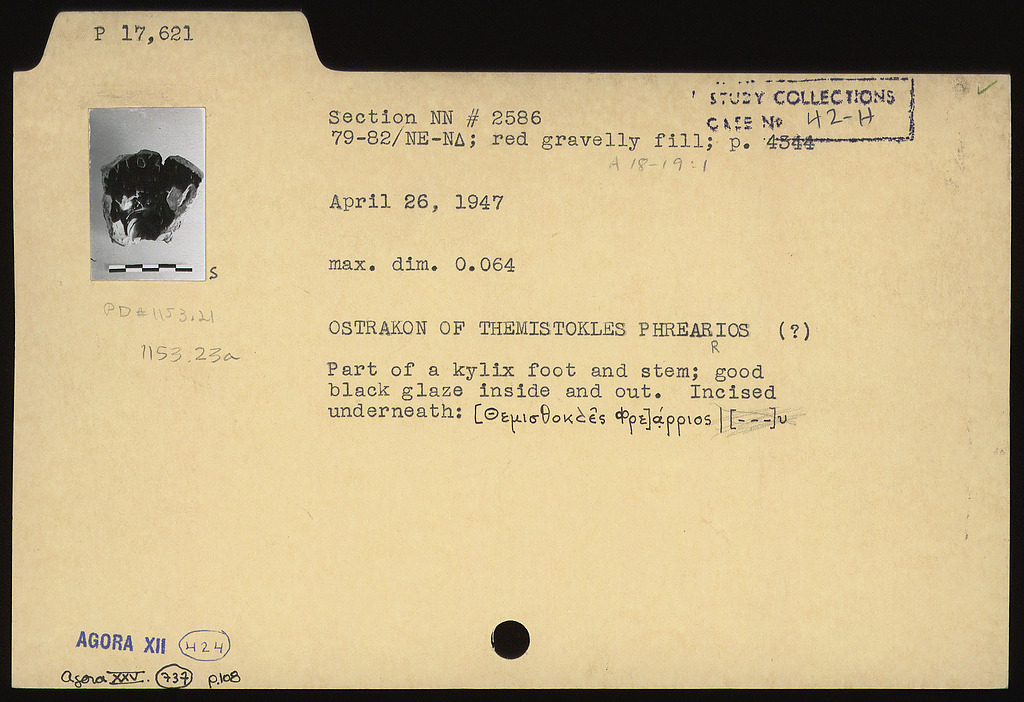 P 17,621
STUDY COLLECTIONS
CASE No 42-H
Section NN # 2586
79-82/ΝΕ-ΝΔ; red gravelly fill; p. 4344
A 18-19:1
April 26, 1947
max. dim. 0.064
S
PD#1153.21
1153.23a
OSTRAKON OF THEMISTOKLES PHREARIOS (?)
R
Part of a kylix foot and stem; good
black glaze inside and out. Incised
underneath: [Θεμισθοκλε̂ς Φρε]άρριος | [---]υ
AGORA XII 424
Agora XXV. 737 p.108